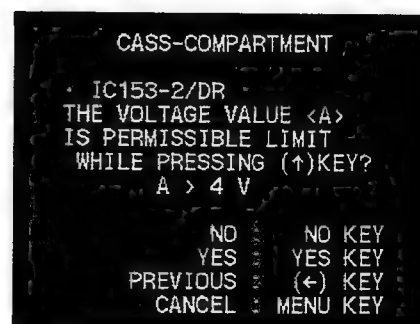 CASS-COMPARTMENT
· IC153-2/DR
THE VOLTAGE VALUE <A>
IS PERMISSIBLE LIMIT
WHILE PRESSING (↑)KEY?
A > 4 V
NO : NO KEY
YES : YES KEY
PREVIOUS : (←) KEY
CANCEL : MENU KEY